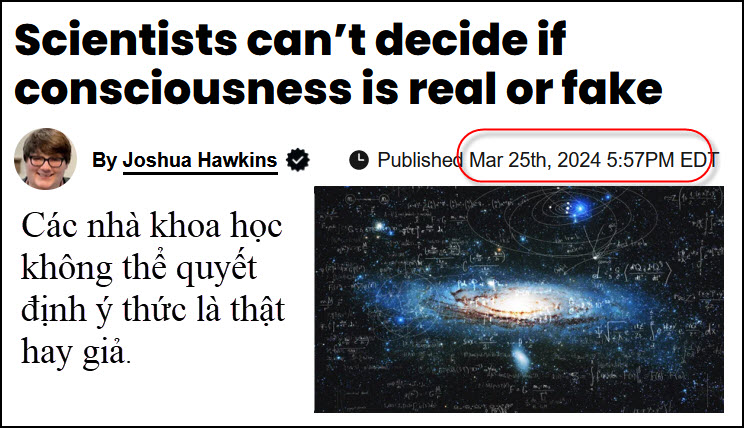 Scientists can’t decide if
consciousness is real or fake
By Joshua Hawkins
Published Mar 25th, 2024 5:57PM EDT
Các nhà khoa học
không thể quyết
định ý thức là thật
hay giả.